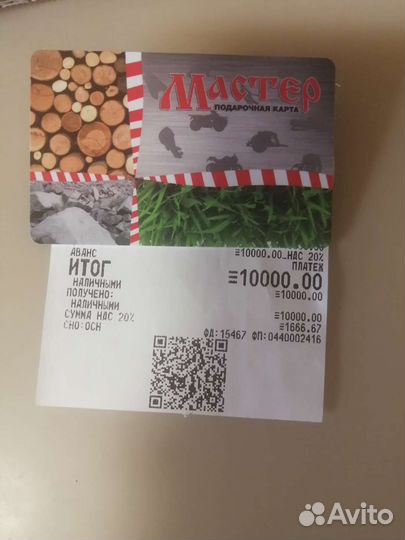 Мастер
ПОДАРОЧНАЯ КАРТА
АВАНС
≡10000.00_НДС 20%
ПЛАТЕЖ
ИТОГ ≡10000.00
НАЛИЧНЫМИ ≡10000.00
ПОЛУЧЕНО:
НАЛИЧНЫМИ ≡10000.00
СУММА НДС 20% ≡1666.67
СНО:ОСН
ФД:15467 ФП:0440002416
Avito